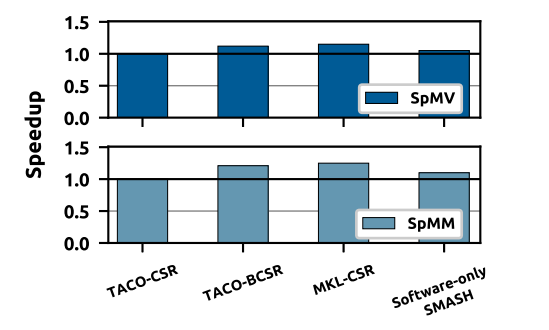 Speedup
1.5
1.0
0.5
0.0
SpMV
1.5
1.0
0.5
0.0
SpMM
TACO-CSR
TACO-BCSR
MKL-CSR
Software-only
SMASH